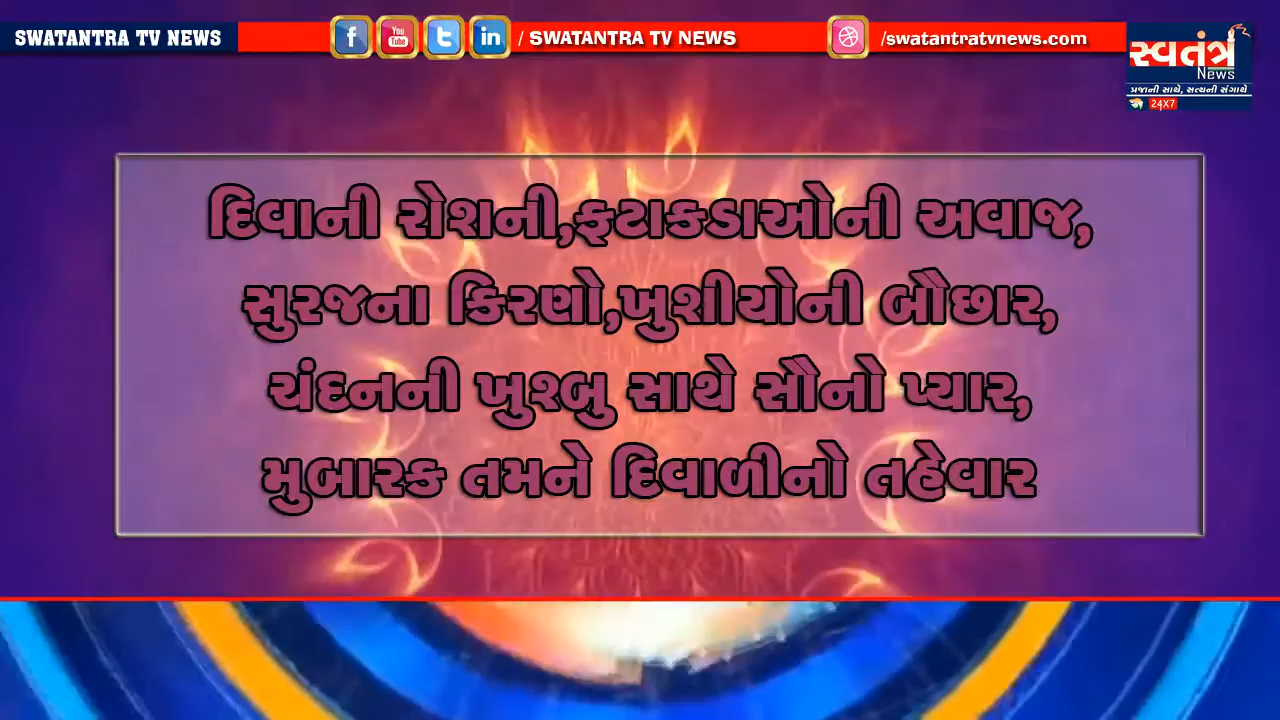 SWATANTRA TV NEWS
/ SWATANTRA TV NEWS
/swatantratvnews.com
સ્વતંત્ર
News
પ્રજાની સાથે, સત્યની સંગાથે
24X7
દિવાની રોશની,ફટાકડાઓની અવાજ,
સુરજના કિરણો,ખુશીયોની બૌછાર,
ચંદનની ખુશ્બુ સાથે સૌનો પ્યાર,
મુબારક તમને દિવાળીનો તહેવાર